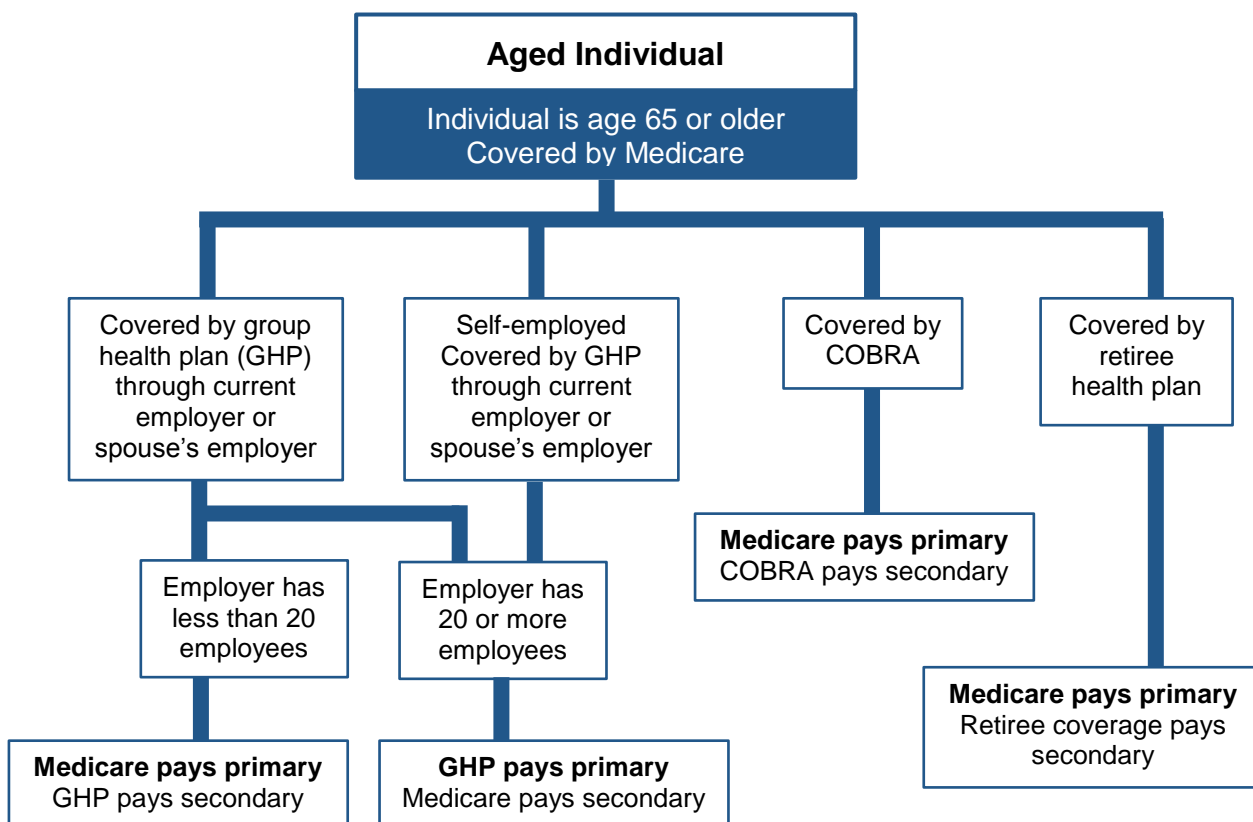 Aged Individual
Individual is age 65 or older
Covered by Medicare
Covered by group
health plan (GHP)
through current
employer or
spouse’s employer
Self-employed
Covered by GHP
through current
employer or
spouse’s employer
Covered by
COBRA
Covered by
retiree
health plan
Employer has
less than 20
employees
Employer has
20 or more
employees
Medicare pays primary
COBRA pays secondary
Medicare pays primary
Retiree coverage pays
secondary
Medicare pays primary
GHP pays secondary
GHP pays primary
Medicare pays secondary